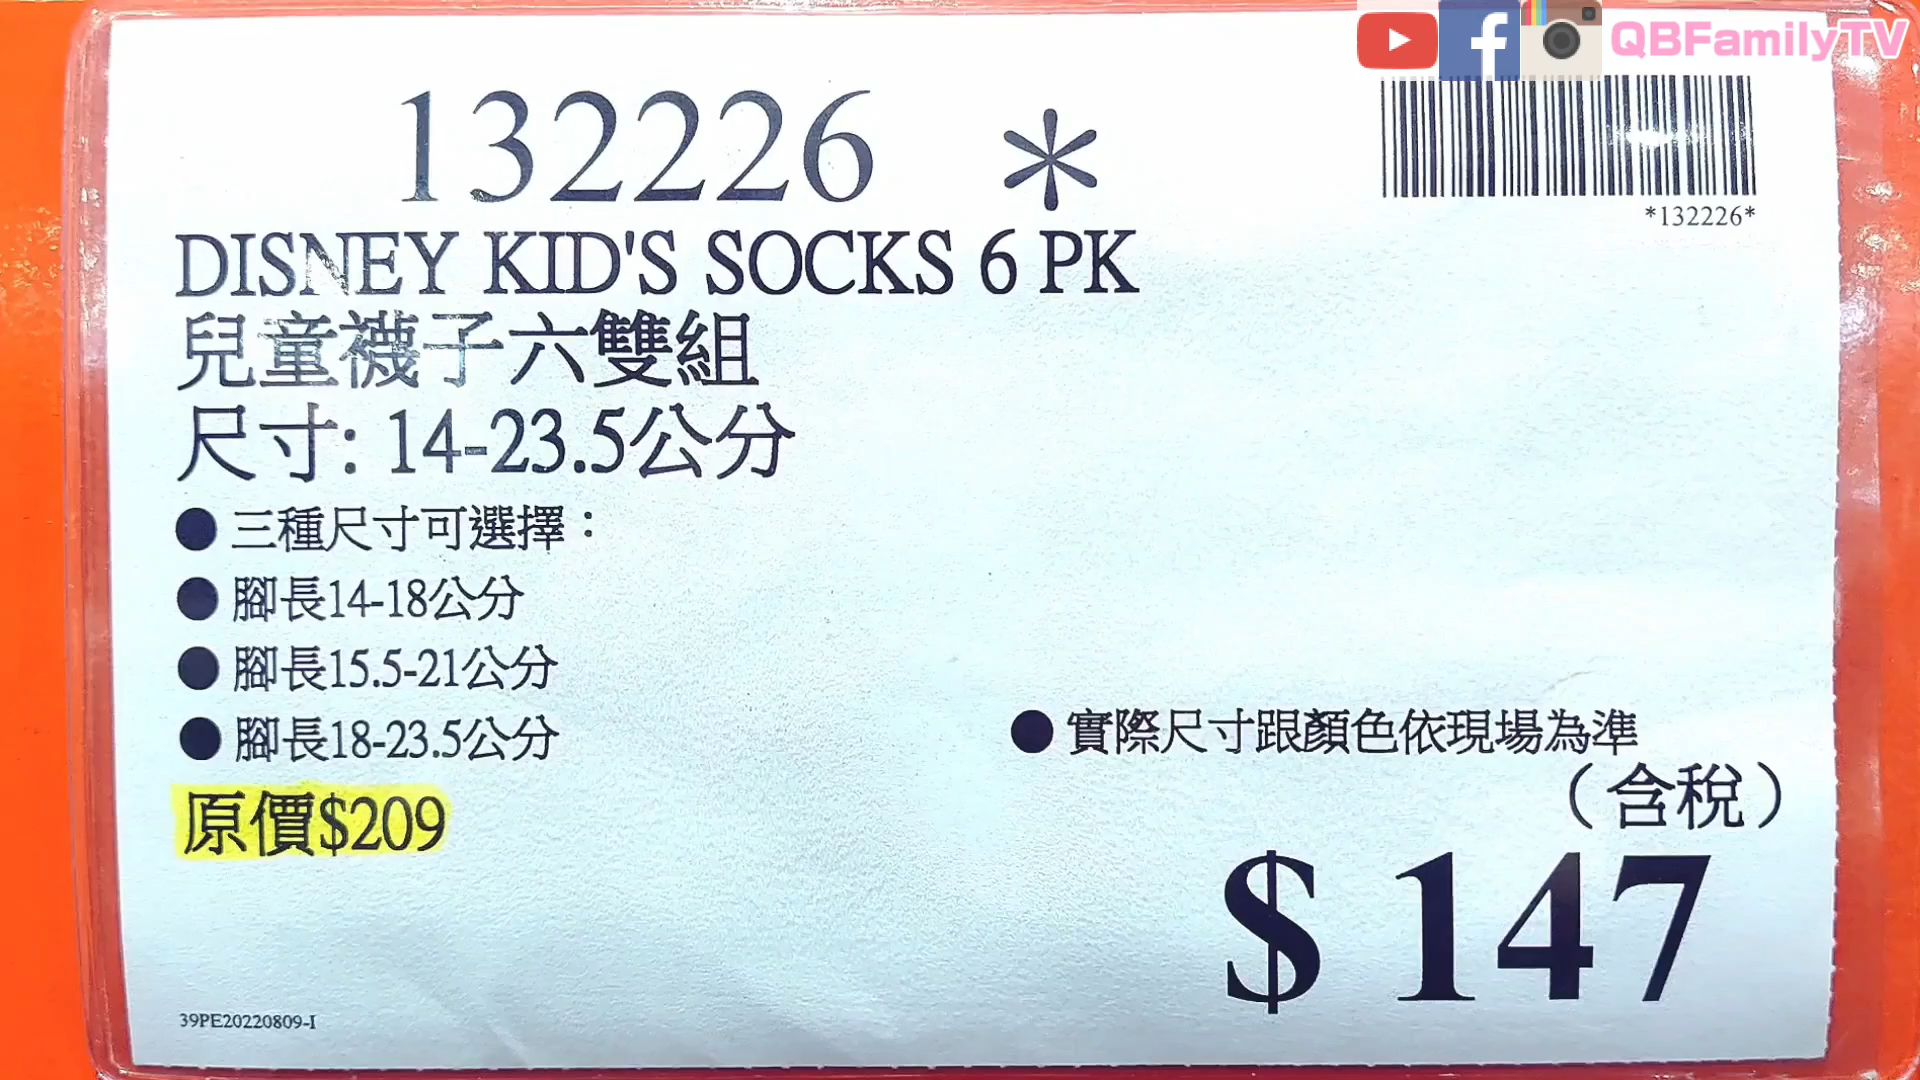 QBFamilyTV
132226 *
*132226*
DISNEY KID'S SOCKS 6 PK
兒童襪子六雙組
尺寸: 14-23.5公分
● 三種尺寸可選擇：
● 腳長14-18公分
● 腳長15.5-21公分
● 腳長18-23.5公分
● 實際尺寸跟顏色依現場為準
原價$209
（含稅）
$ 147
39PE20220809-I